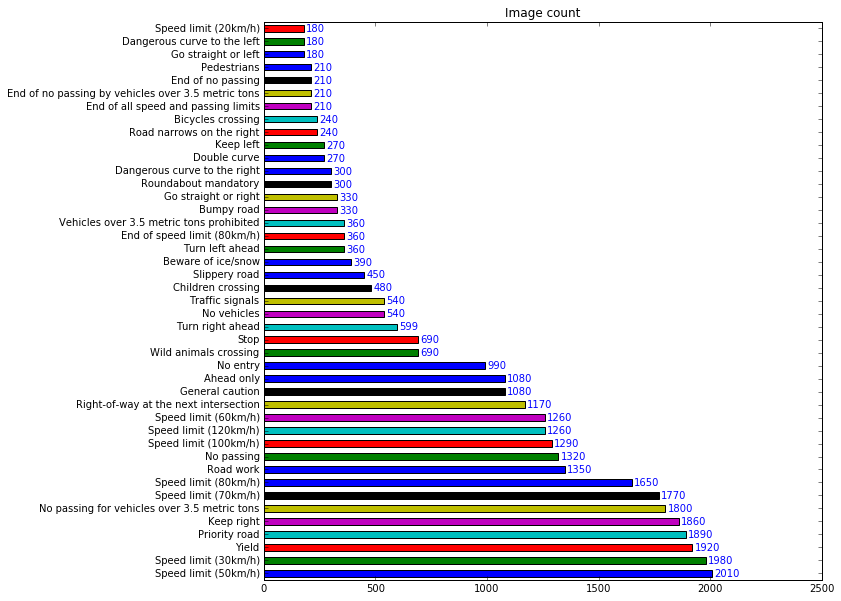 Image count
Speed limit (20km/h) 180
Dangerous curve to the left 180
Go straight or left 180
Pedestrians 210
End of no passing 210
End of no passing by vehicles over 3.5 metric tons 210
End of all speed and passing limits 210
Bicycles crossing 240
Road narrows on the right 240
Keep left 270
Double curve 270
Dangerous curve to the right 300
Roundabout mandatory 300
Go straight or right 330
Bumpy road 330
Vehicles over 3.5 metric tons prohibited 360
End of speed limit (80km/h) 360
Turn left ahead 360
Beware of ice/snow 390
Slippery road 450
Children crossing 480
Traffic signals 540
No vehicles 540
Turn right ahead 599
Stop 690
Wild animals crossing 690
No entry 990
Ahead only 1080
General caution 1080
Right-of-way at the next intersection 1170
Speed limit (60km/h) 1260
Speed limit (120km/h) 1260
Speed limit (100km/h) 1290
No passing 1320
Road work 1350
Speed limit (80km/h) 1650
Speed limit (70km/h) 1770
No passing for vehicles over 3.5 metric tons 1800
Keep right 1860
Priority road 1890
Yield 1920
Speed limit (30km/h) 1980
Speed limit (50km/h) 2010
0 500 1000 1500 2000 2500